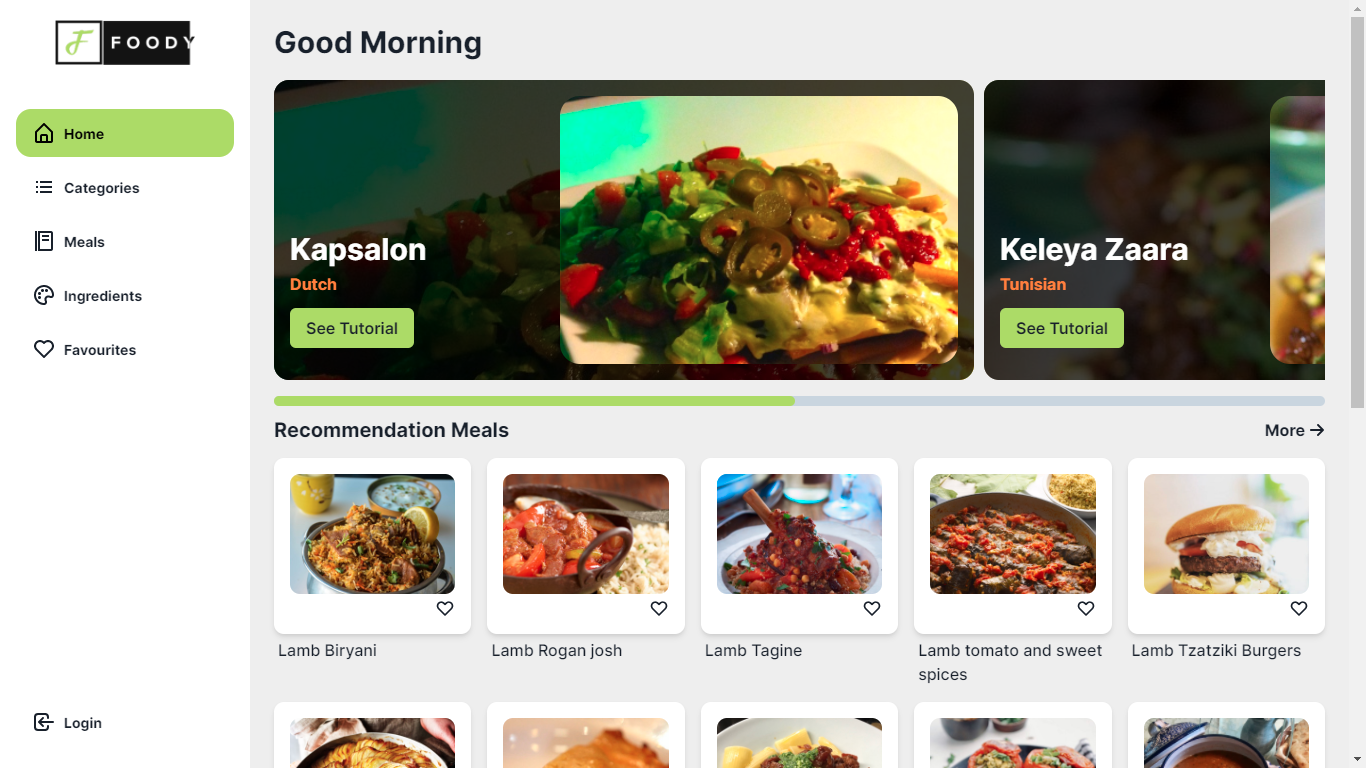 F FOODY
Home
Categories
Meals
Ingredients
Favourites
Login
Good Morning
Kapsalon
Dutch
See Tutorial
Keleya Zaara
Tunisian
See Tutorial
Recommendation Meals
More
Lamb Biryani
Lamb Rogan josh
Lamb Tagine
Lamb tomato and sweet
spices
Lamb Tzatziki Burgers